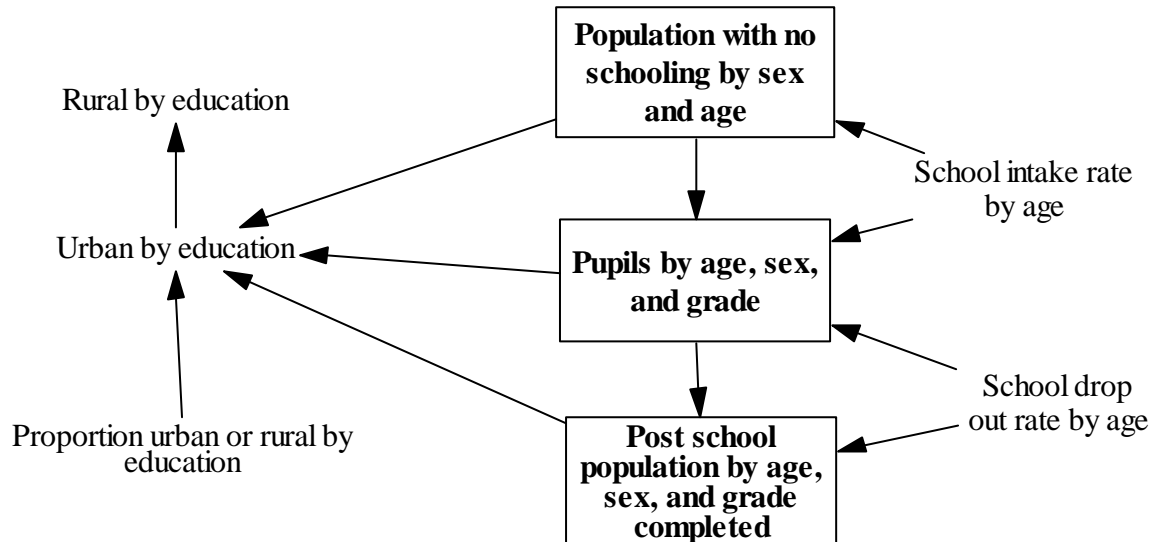 Population with no
schooling by sex
and age
Rural by education
School intake rate
by age
Urban by education
Pupils by age, sex,
and grade
School drop
out rate by age
Proportion urban or rural by
education
Post school
population by age,
sex, and grade
completed